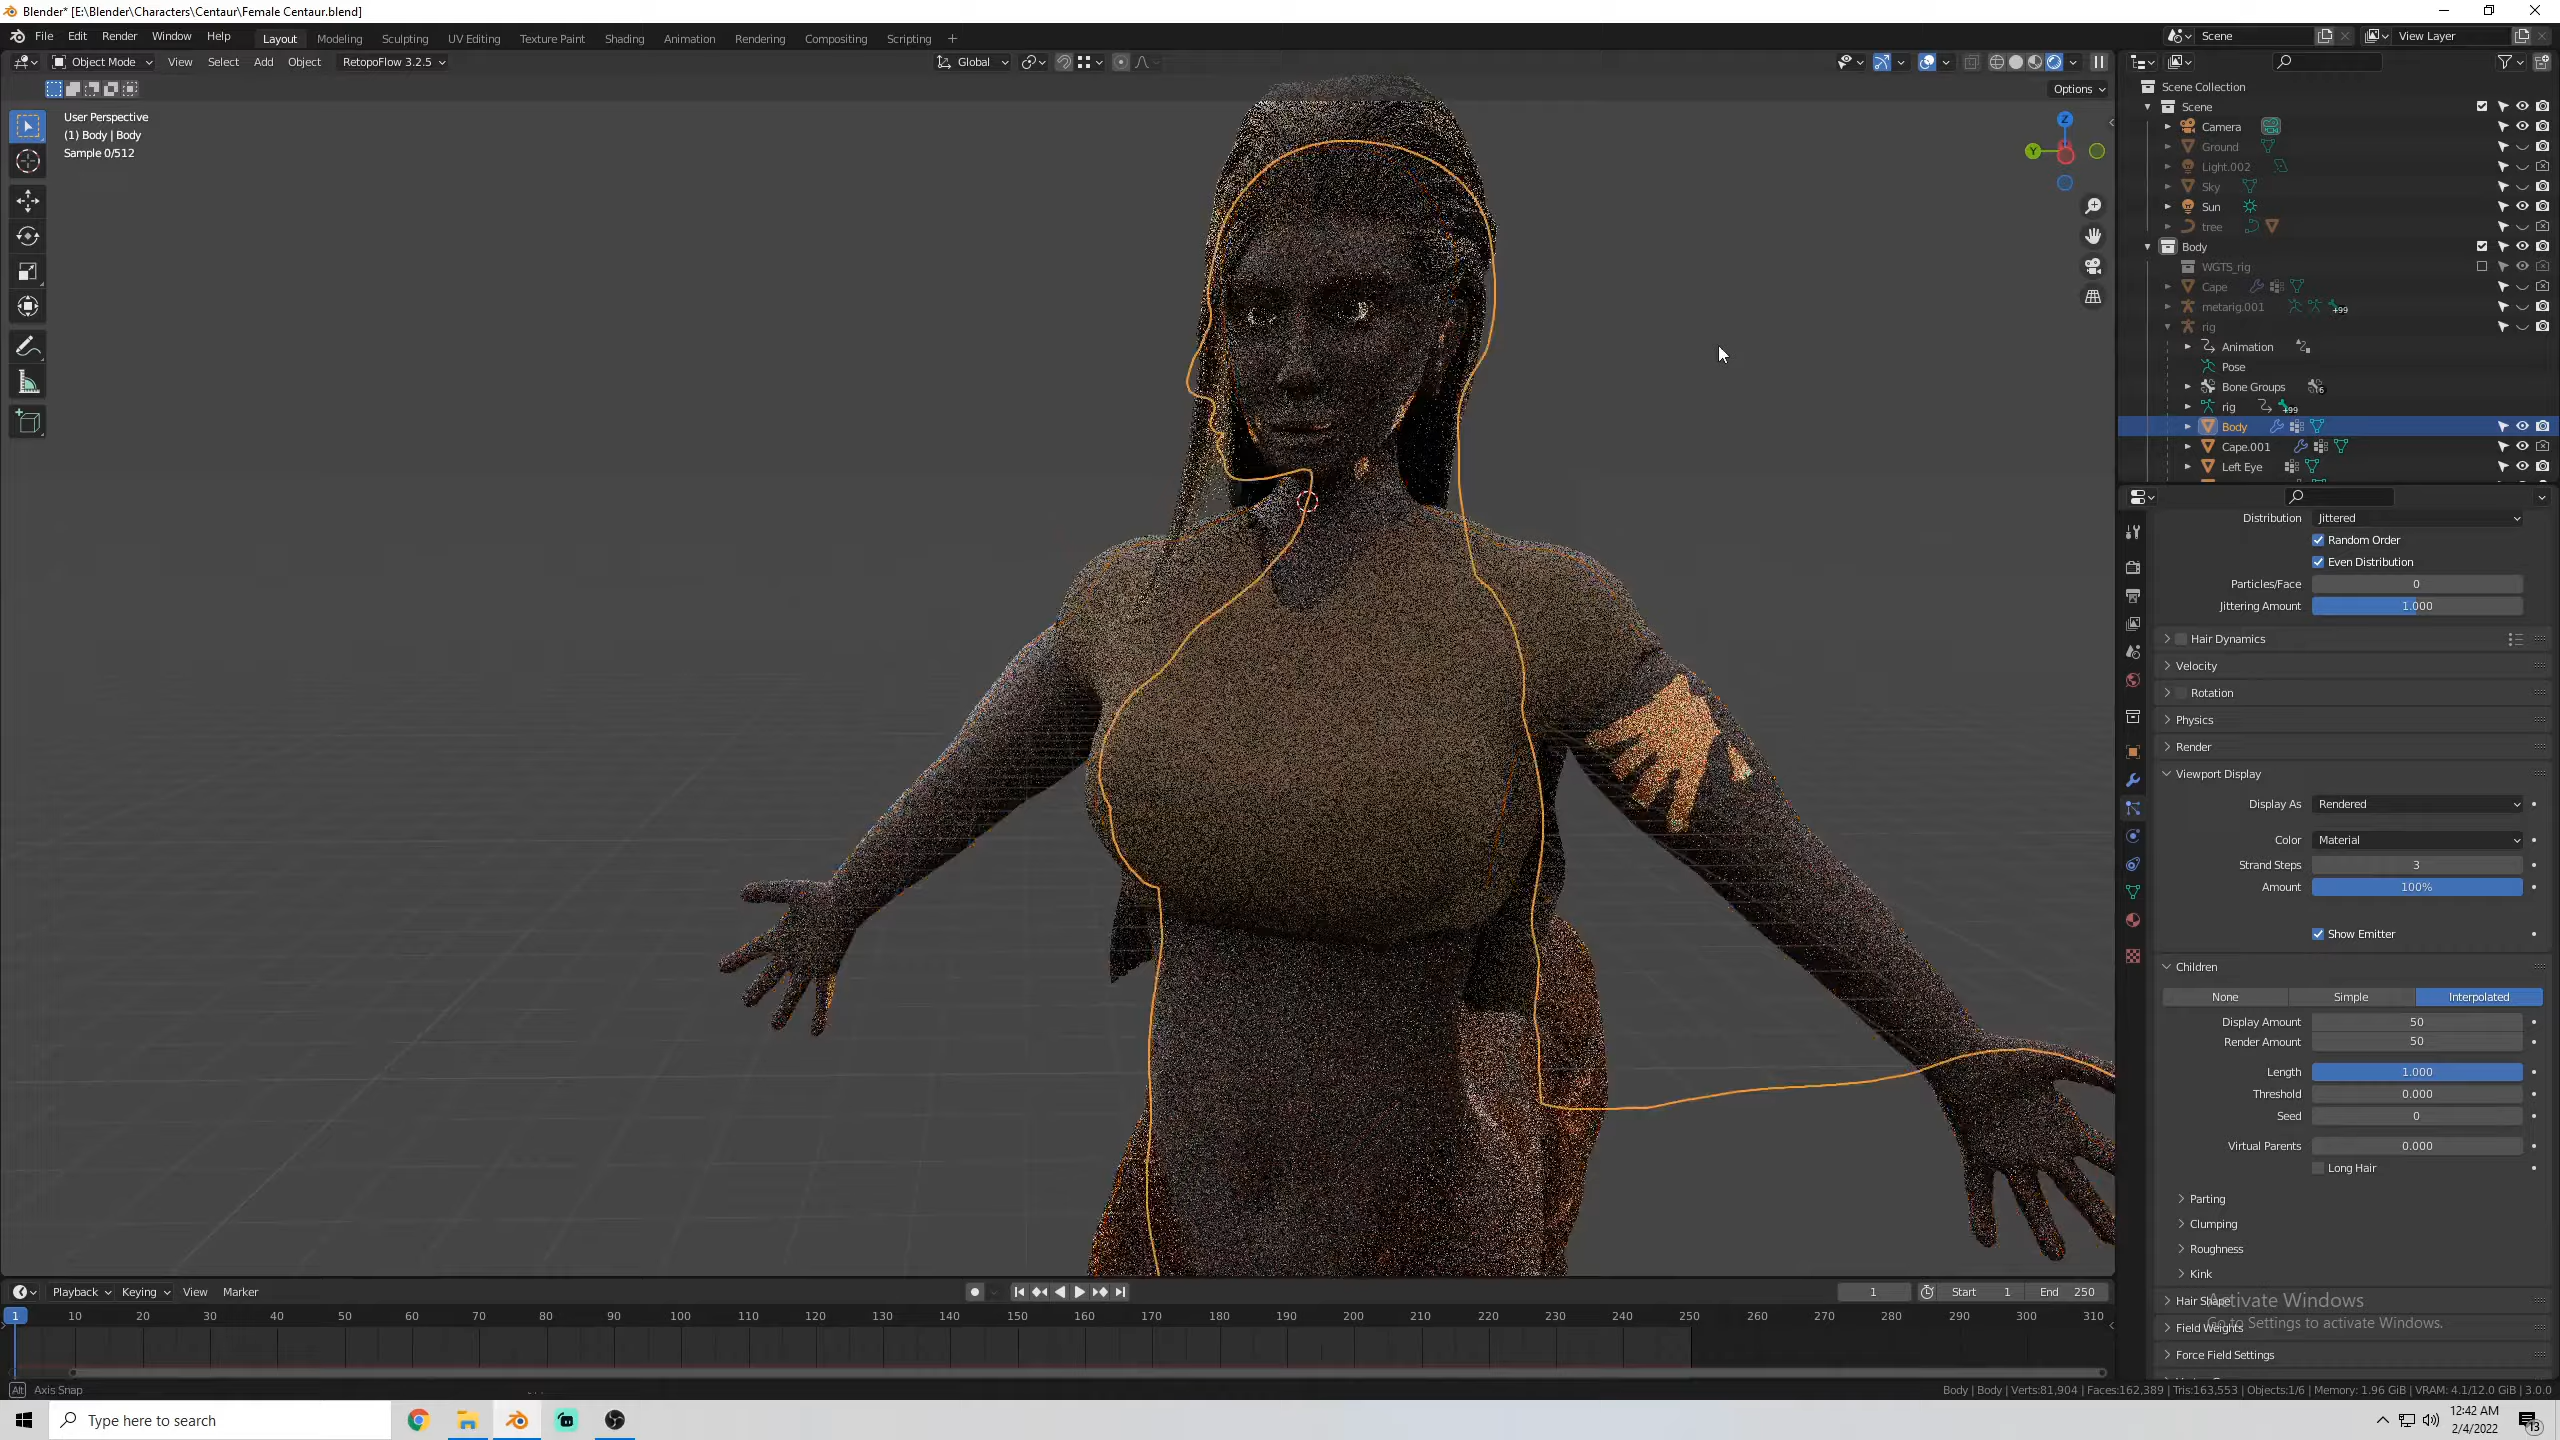 Blender* [E:\Blender\Characters\Centaur\Female Centaur.blend]
File Edit Render Window Help Layout Modeling Sculpting UV Editing Texture Paint Shading Animation Rendering Compositing Scripting + Scene View Layer
Object Mode View Select Add Object RetopoFlow 3.2.5 Global
Options
User Perspective
(1) Body | Body
Sample 0/512
Z
Y
Scene Collection
Scene
Camera
Ground
Light.002
Sky
Sun
tree
Body
WGTS_rig
Cape
metarig.001 +99
rig
Animation
Pose
Bone Groups 6
rig +99
Body
Cape.001
Left Eye
Distribution Jittered
Random Order
Even Distribution
Particles/Face 0
Jittering Amount 1.000
Hair Dynamics
Velocity
Rotation
Physics
Render
Viewport Display
Display As Rendered
Color Material
Strand Steps 3
Amount 100%
Show Emitter
Children
None Simple Interpolated
Display Amount 50
Render Amount 50
Length 1.000
Threshold 0.000
Seed 0
Virtual Parents 0.000
Long Hair
Parting
Clumping
Roughness
Kink
Hair Shape
Activate Windows
Go to Settings to activate Windows.
Field Weights
Force Field Settings
Playback Keying View Marker 1 Start 1 End 250
1 10 20 30 40 50 60 70 80 90 100 110 120 130 140 150 160 170 180 190 200 210 220 230 240 250 260 270 280 290 300 310
Alt Axis Snap
Body | Body | Verts:81,904 | Faces:162,389 | Tris:163,553 | Objects:1/6 | Memory: 1.96 GiB | VRAM: 4.1/12.0 GiB | 3.0.0
Type here to search
12:42 AM
2/4/2022
13